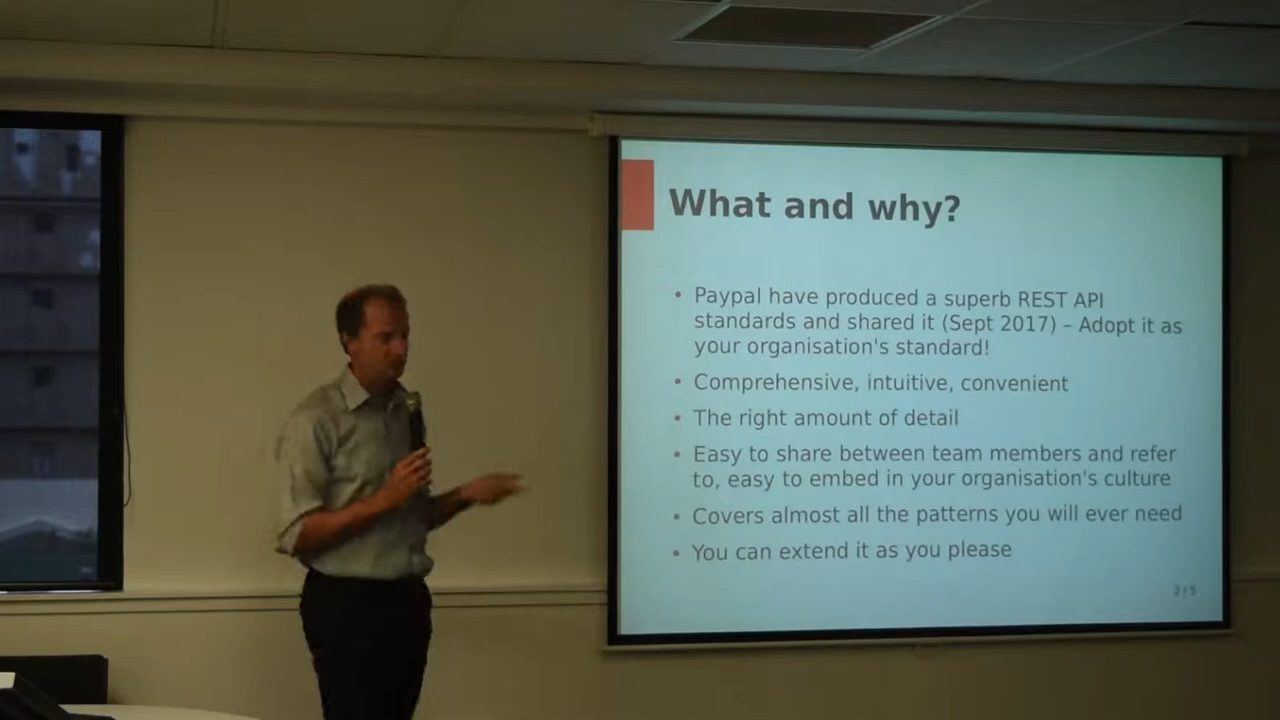 What and why?
• Paypal have produced a superb REST API
standards and shared it (Sept 2017) – Adopt it as
your organisation's standard!
• Comprehensive, intuitive, convenient
• The right amount of detail
• Easy to share between team members and refer
to, easy to embed in your organisation's culture
• Covers almost all the patterns you will ever need
• You can extend it as you please
2 / 5